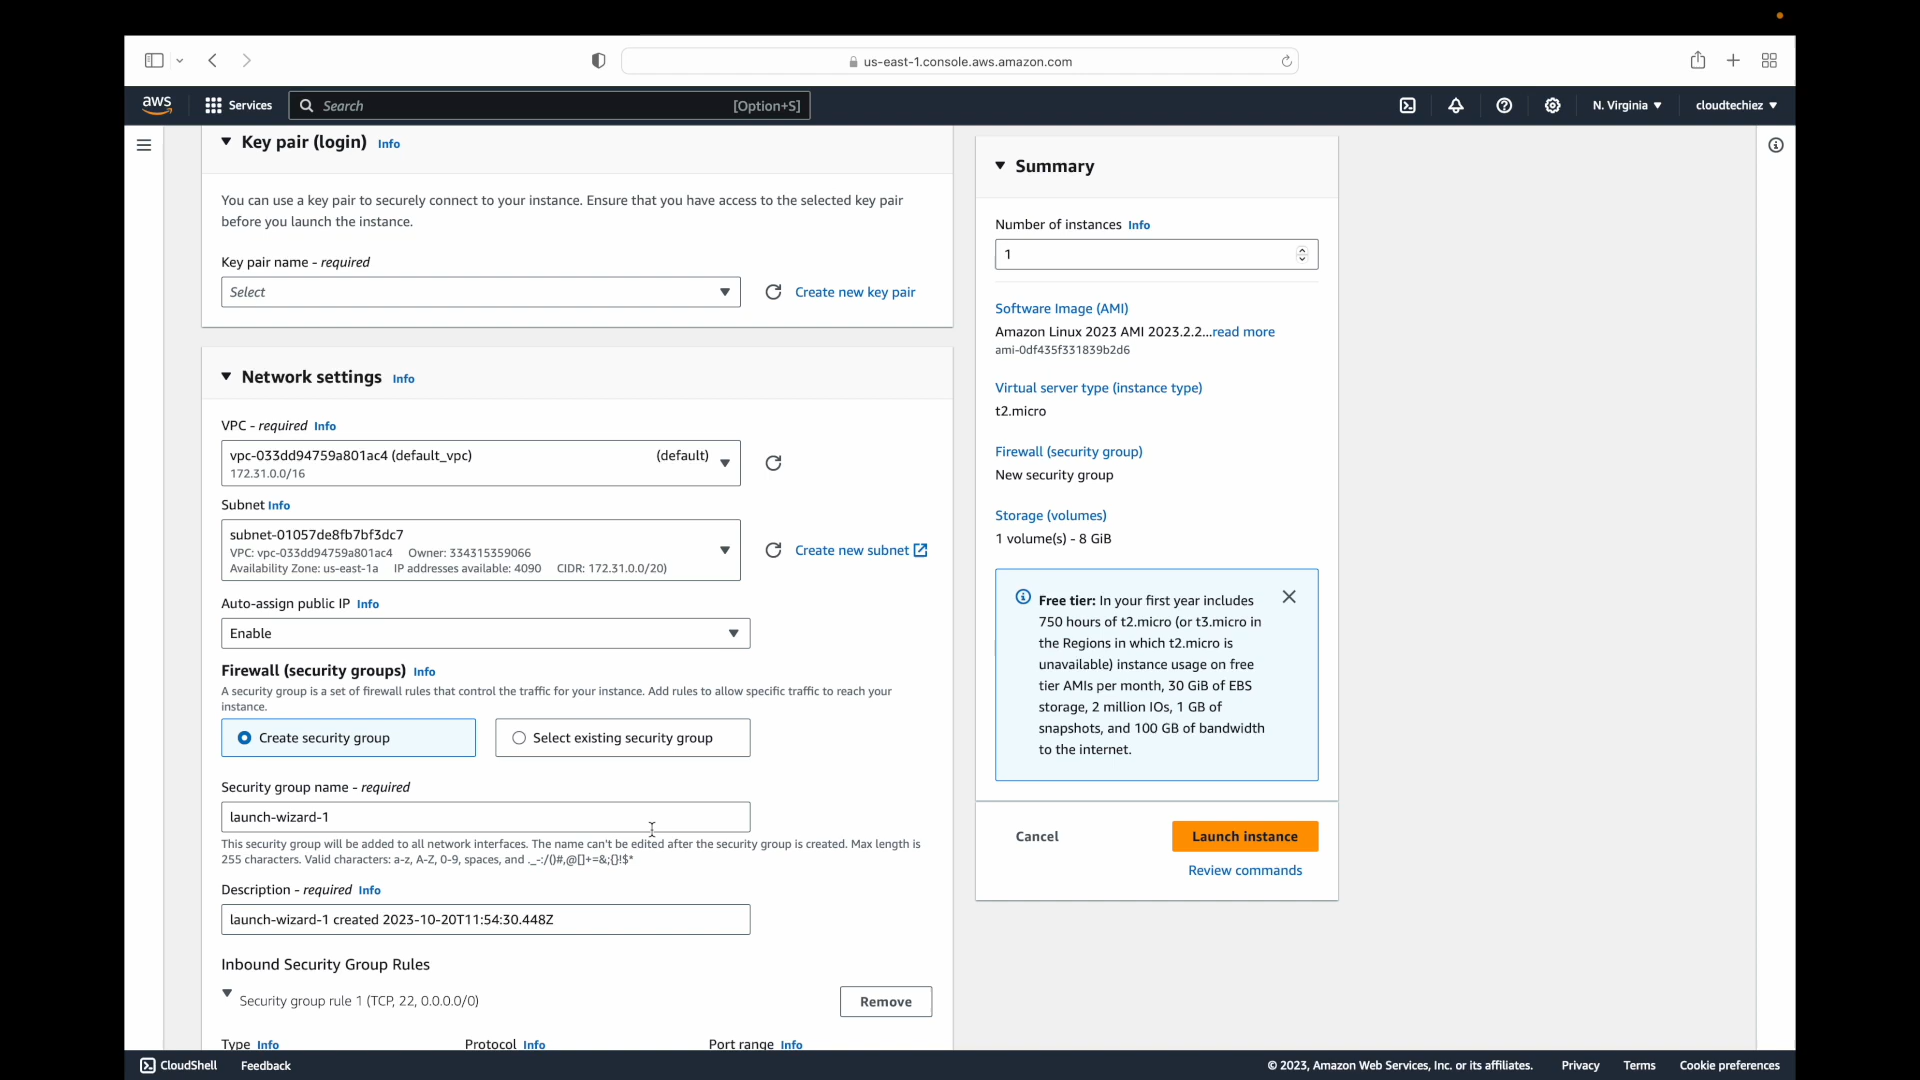 us-east-1.console.aws.amazon.com
aws
Services
Search
[Option+S]
N. Virginia
cloudtechiez
Key pair (login) Info
You can use a key pair to securely connect to your instance. Ensure that you have access to the selected key pair
before you launch the instance.
Key pair name - required
Select
Create new key pair
Network settings Info
VPC - required Info
vpc-033dd94759a801ac4 (default_vpc) (default)
172.31.0.0/16
Subnet Info
subnet-01057de8fb7bf3dc7
VPC: vpc-033dd94759a801ac4 Owner: 334315359066
Availability Zone: us-east-1a IP addresses available: 4090 CIDR: 172.31.0.0/20)
Create new subnet
Auto-assign public IP Info
Enable
Firewall (security groups) Info
A security group is a set of firewall rules that control the traffic for your instance. Add rules to allow specific traffic to reach your
instance.
Create security group
Select existing security group
Security group name - required
launch-wizard-1
This security group will be added to all network interfaces. The name can't be edited after the security group is created. Max length is
255 characters. Valid characters: a-z, A-Z, 0-9, spaces, and ._-:/()#,@[]+=&;{}!$*
Description - required Info
launch-wizard-1 created 2023-10-20T11:54:30.448Z
Inbound Security Group Rules
Security group rule 1 (TCP, 22, 0.0.0.0/0)
Remove
Type Info
Protocol Info
Port range Info
Summary
Number of instances Info
1
Software Image (AMI)
Amazon Linux 2023 AMI 2023.2.2...read more
ami-0df435f331839b2d6
Virtual server type (instance type)
t2.micro
Firewall (security group)
New security group
Storage (volumes)
1 volume(s) - 8 GiB
Free tier: In your first year includes
750 hours of t2.micro (or t3.micro in
the Regions in which t2.micro is
unavailable) instance usage on free
tier AMIs per month, 30 GiB of EBS
storage, 2 million IOs, 1 GB of
snapshots, and 100 GB of bandwidth
to the internet.
Cancel
Launch instance
Review commands
CloudShell
Feedback
© 2023, Amazon Web Services, Inc. or its affiliates.
Privacy
Terms
Cookie preferences